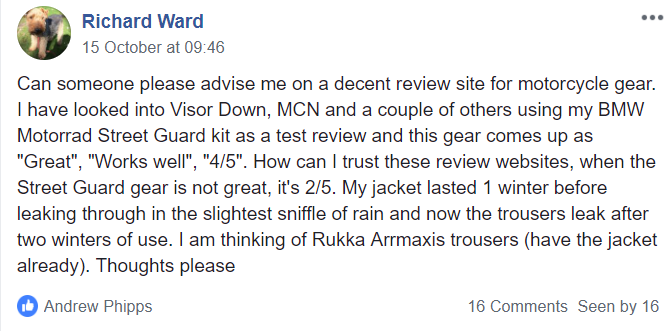 Richard Ward
15 October at 09:46
Can someone please advise me on a decent review site for motorcycle gear.
I have looked into Visor Down, MCN and a couple of others using my BMW
Motorrad Street Guard kit as a test review and this gear comes up as
"Great", "Works well", "4/5". How can I trust these review websites, when the
Street Guard gear is not great, it's 2/5. My jacket lasted 1 winter before
leaking through in the slightest sniffle of rain and now the trousers leak after
two winters of use. I am thinking of Rukka Arrmaxis trousers (have the jacket
already). Thoughts please
Andrew Phipps
16 Comments Seen by 16